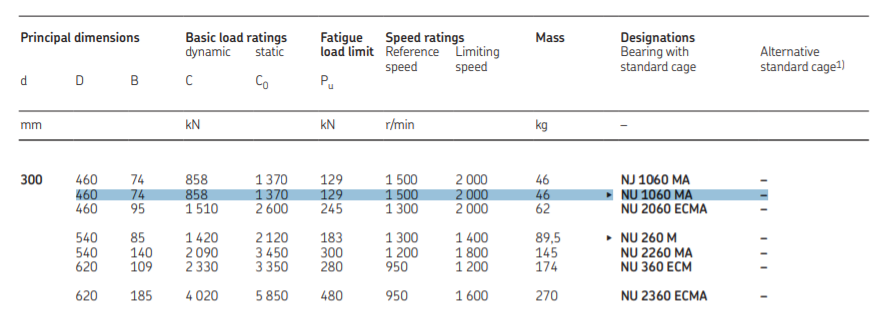 Principal dimensions Basic load ratings Fatigue Speed ratings Mass Designations
dynamic static load limit Reference Limiting Bearing with Alternative
speed speed standard cage standard cage1)
d D B C C0 Pu
mm kN kN r/min kg –
300 460 74 858 1 370 129 1 500 2 000 46 NJ 1060 MA –
460 74 858 1 370 129 1 500 2 000 46 ▸ NU 1060 MA –
460 95 1 510 2 600 245 1 300 2 000 62 NU 2060 ECMA –
540 85 1 420 2 120 183 1 300 1 400 89,5 ▸ NU 260 M –
540 140 2 090 3 450 300 1 200 1 800 145 NU 2260 MA –
620 109 2 330 3 350 280 950 1 200 174 NU 360 ECM –
620 185 4 020 5 850 480 950 1 600 270 NU 2360 ECMA –